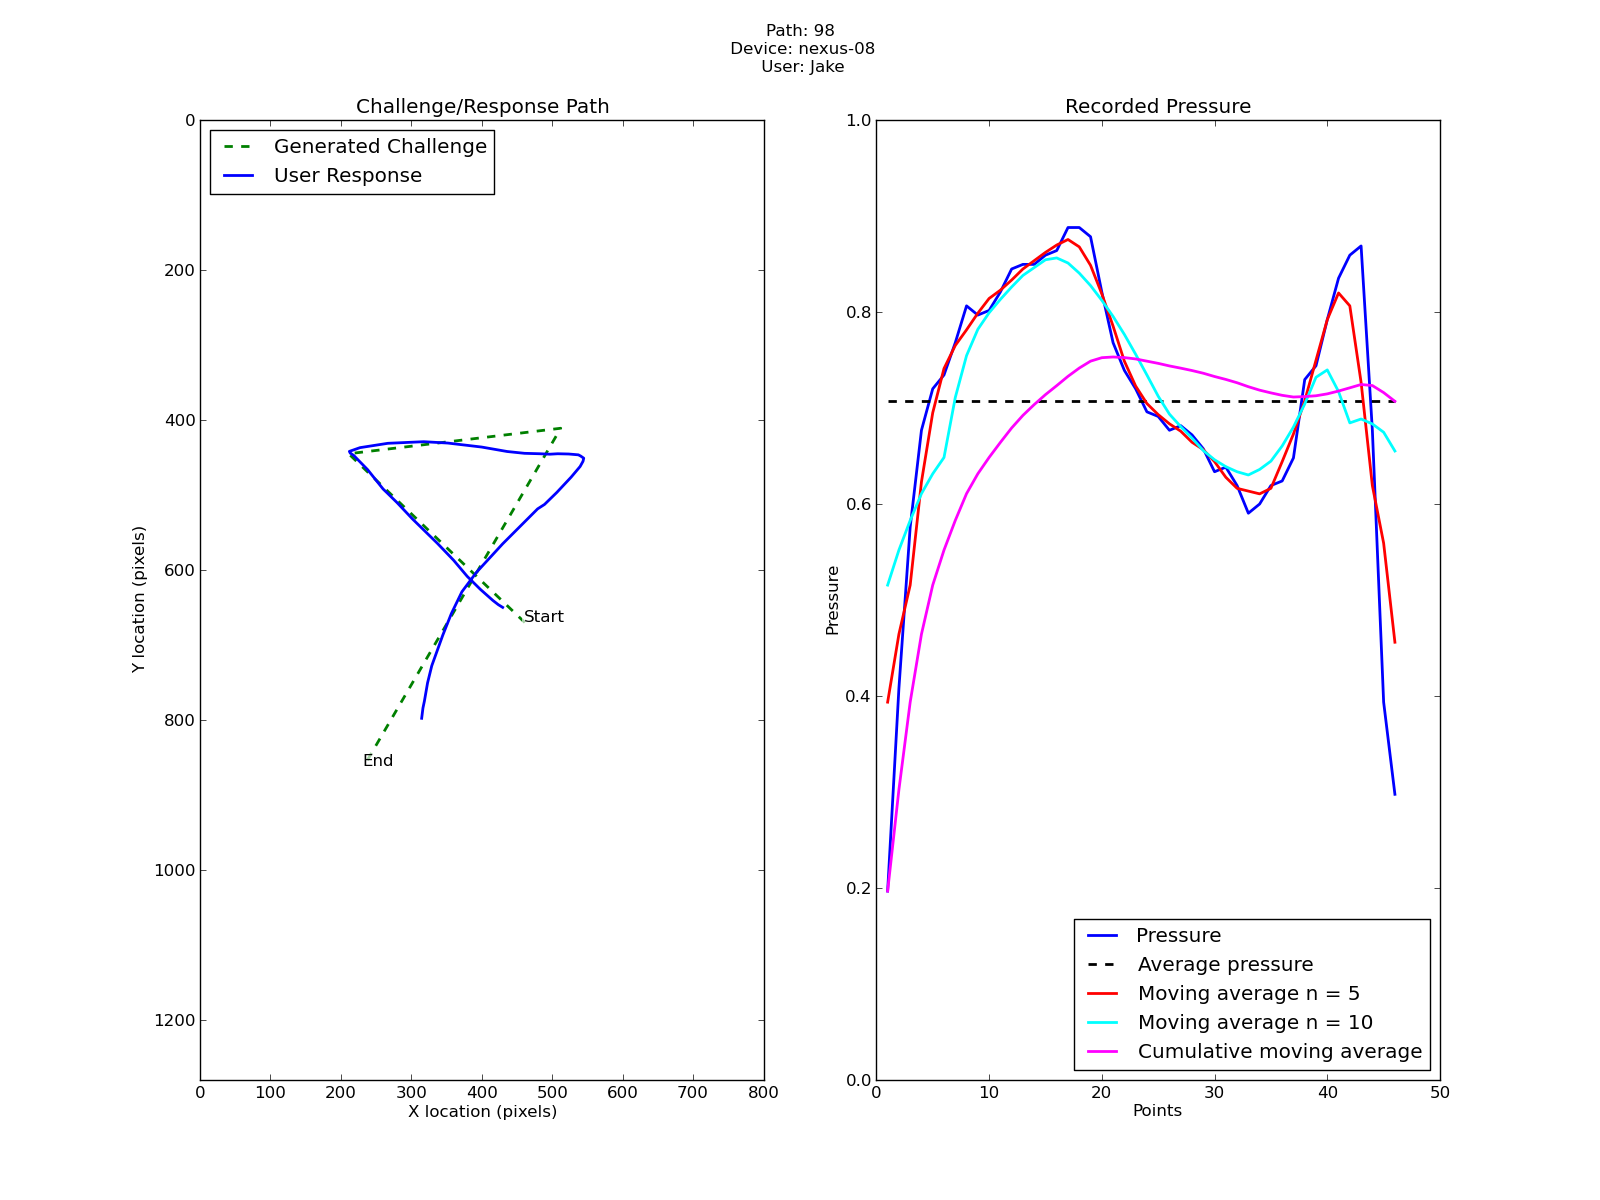 Path: 98
Device: nexus-08
User: Jake
Challenge/Response Path
Generated Challenge
User Response
0
200
400
600
800
1000
1200
Y location (pixels)
Start
End
0 100 200 300 400 500 600 700 800
X location (pixels)
Recorded Pressure
1.0
0.8
0.6
0.4
0.2
0.0
Pressure
Pressure
Average pressure
Moving average n = 5
Moving average n = 10
Cumulative moving average
0 10 20 30 40 50
Points